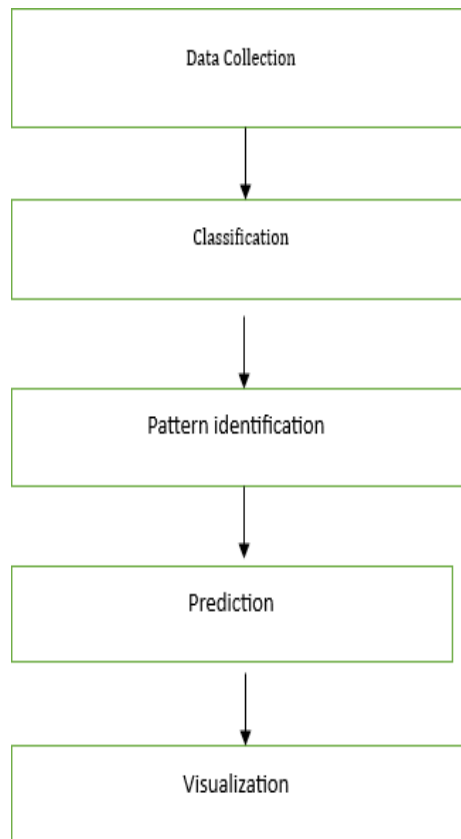 Data Collection
Classification
Pattern identification
Prediction
Visualization